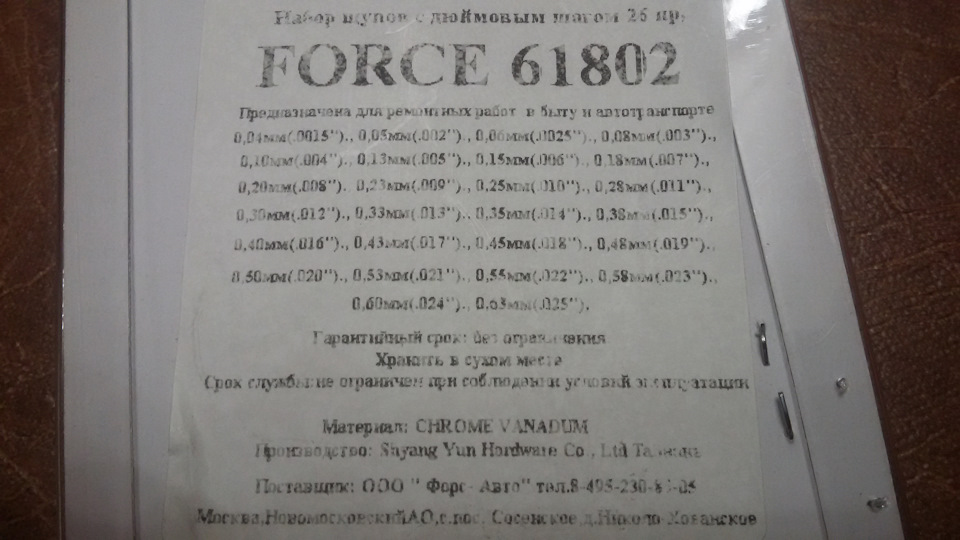 Набор щупов с дюймовым шагом 26 пр.
FORCE 61802
Предназначена для ремонтных работ в быту и автотранспорте
0,04мм(.0015")., 0,05мм(.002")., 0,06мм(.0025")., 0,08мм(.003").,
0,10мм(.004")., 0,13мм(.005")., 0,15мм(.006")., 0,18мм(.007").,
0,20мм(.008"). 0,23мм(.009")., 0,25мм(.010")., 0,28мм(.011").,
0,30мм(.012")., 0,33мм(.013")., 0,35мм(.014")., 0,38мм(.015").,
0,40мм(.016")., 0,43мм(.017")., 0,45мм(.018")., 0,48мм(.019").,
0,50мм(.020")., 0,53мм(.021")., 0,55мм(.022")., 0,58мм(.023").,
0,60мм(.024")., 0,63мм(.025").
Гарантийный срок: без ограничения
Хранить в сухом месте
Срок службы: не ограничен при соблюдении условий эксплуатации
Материал: CHROME VANADUM
Производство: Shyang Yun Hordware Co., Ltd Тайвань
Поставщик: ООО " Форс- Авто" тел.8-495-230-
Москва,НовомосковскийАО,с.пос. Сосенское,д.Николо-Хованское